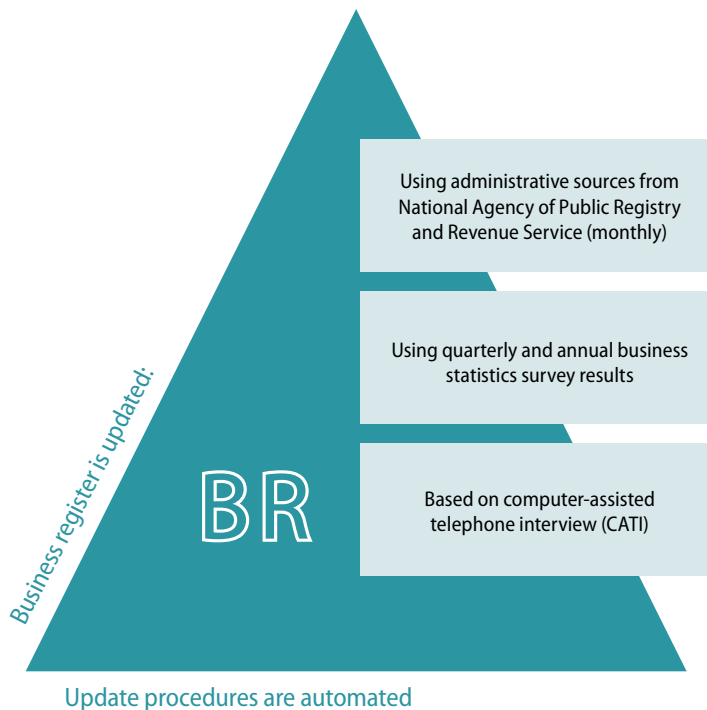 Business register is updated:
Using administrative sources from
National Agency of Public Registry
and Revenue Service (monthly)
Using quarterly and annual business
statistics survey results
BR
Based on computer-assisted
telephone interview (CATI)
Update procedures are automated